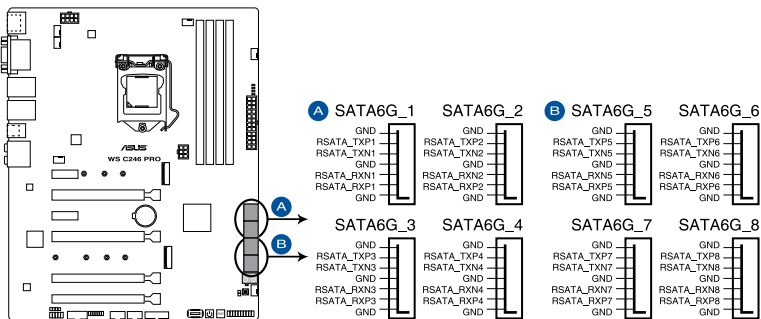 ASUS
WS C246 PRO
A
B
A SATA6G_1
GND
RSATA_TXP1
RSATA_TXN1
GND
RSATA_RXN1
RSATA_RXP1
GND
SATA6G_2
GND
RSATA_TXP2
RSATA_TXN2
GND
RSATA_RXN2
RSATA_RXP2
GND
SATA6G_3
GND
RSATA_TXP3
RSATA_TXN3
GND
RSATA_RXN3
RSATA_RXP3
GND
SATA6G_4
GND
RSATA_TXP4
RSATA_TXN4
GND
RSATA_RXN4
RSATA_RXP4
GND
B SATA6G_5
GND
RSATA_TXP5
RSATA_TXN5
GND
RSATA_RXN5
RSATA_RXP5
GND
SATA6G_6
GND
RSATA_TXP6
RSATA_TXN6
GND
RSATA_RXN6
RSATA_RXP6
GND
SATA6G_7
GND
RSATA_TXP7
RSATA_TXN7
GND
RSATA_RXN7
RSATA_RXP7
GND
SATA6G_8
GND
RSATA_TXP8
RSATA_TXN8
GND
RSATA_RXN8
RSATA_RXP8
GND